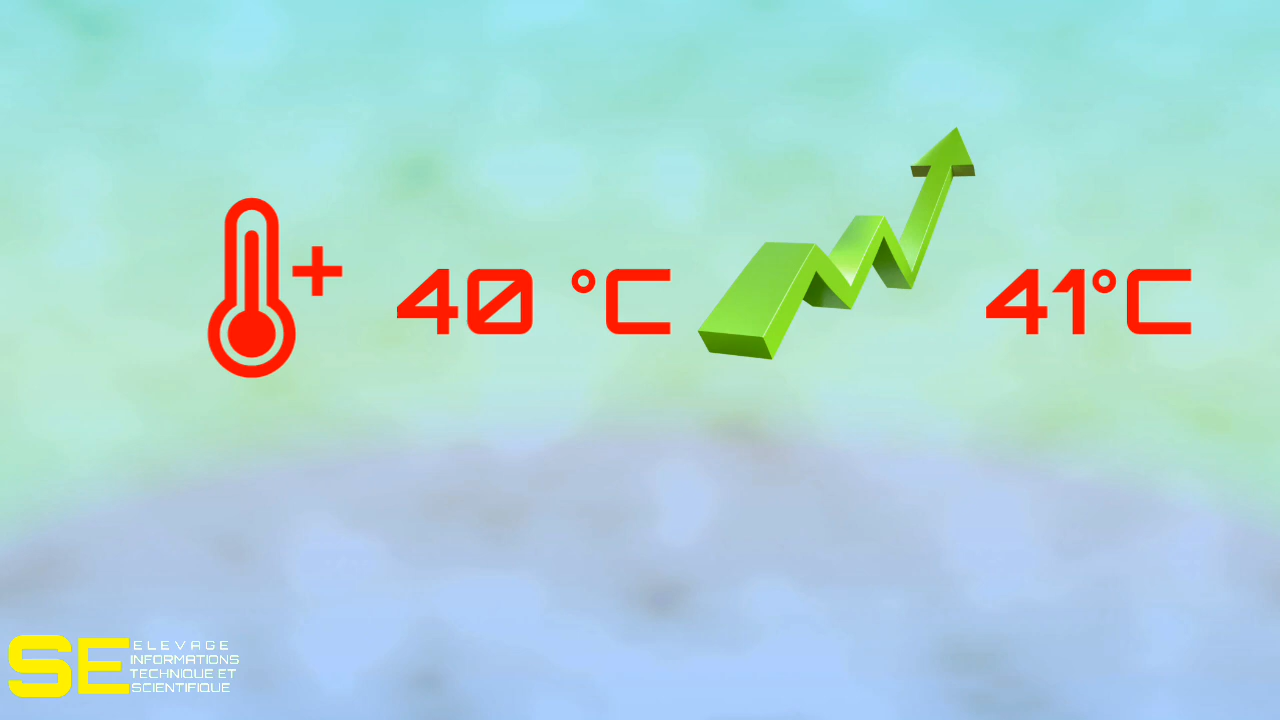 40 °C 41°C
SE
ELEVAGE
INFORMATIONS
TECHNIQUE ET
SCIENTIFIQUE